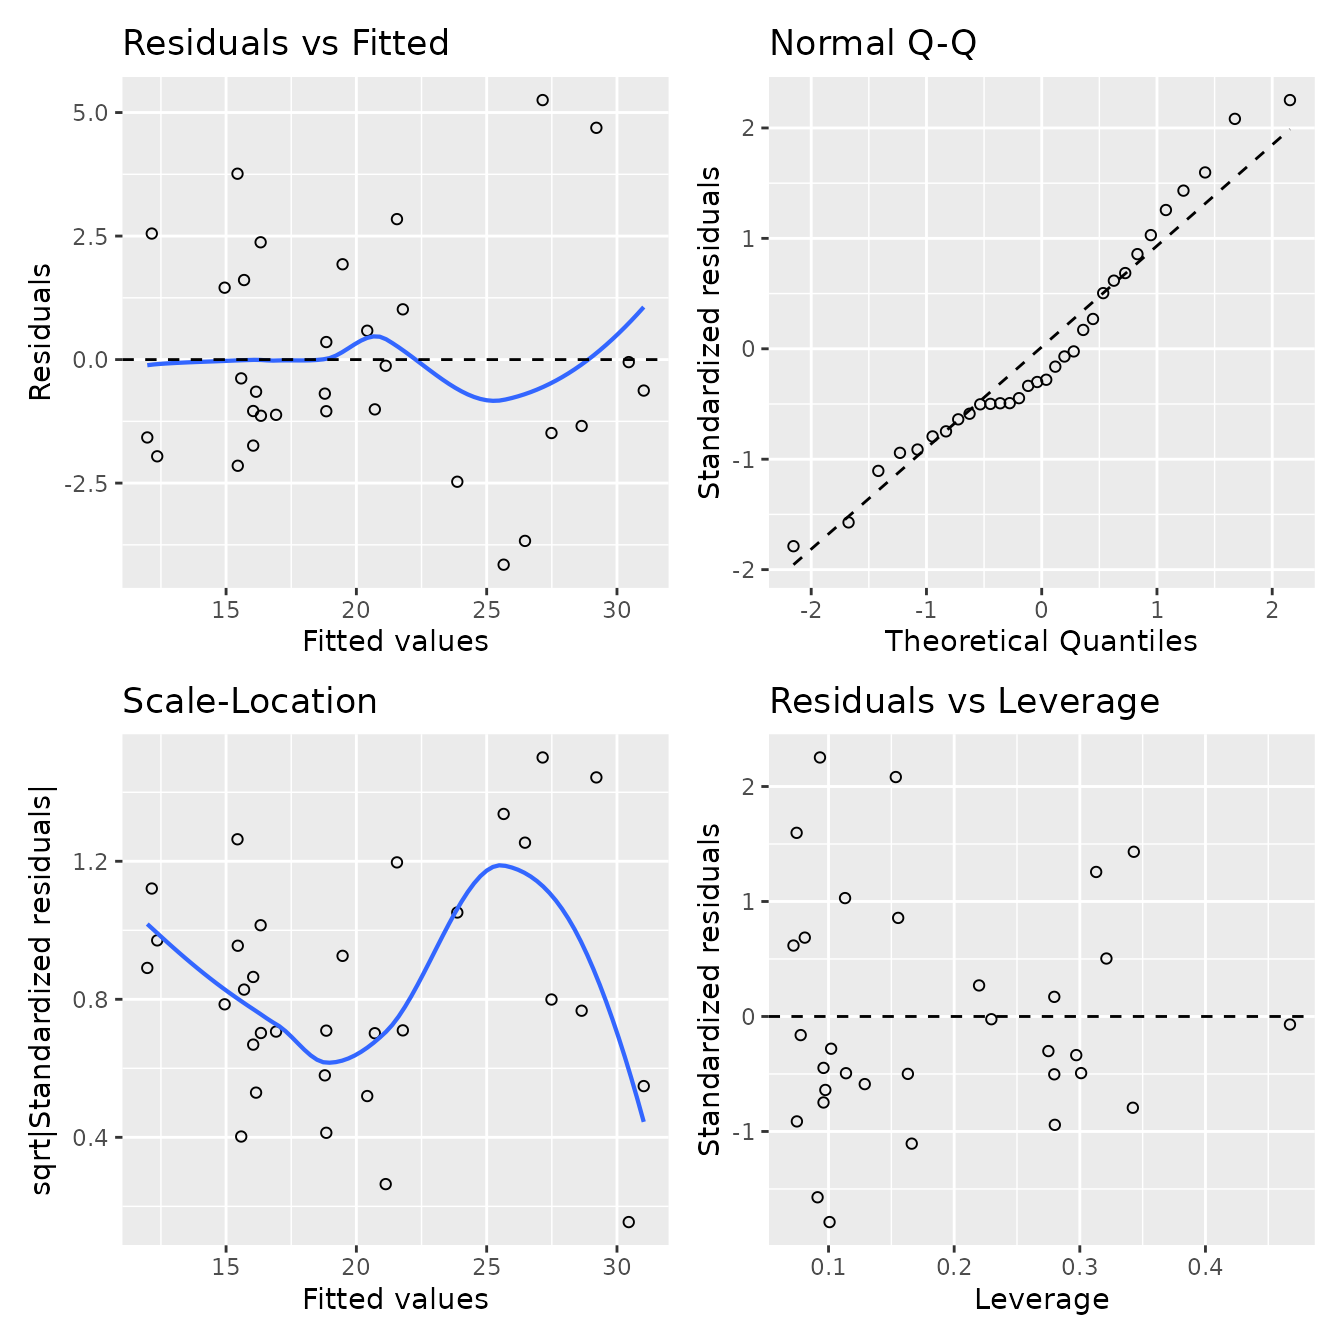 Residuals vs Fitted
Residuals
5.0
2.5
0.0
-2.5
15 20 25 30
Fitted values
Normal Q-Q
Standardized residuals
2
1
0
-1
-2
-2 -1 0 1 2
Theoretical Quantiles
Scale-Location
sqrt|Standardized residuals|
1.2
0.8
0.4
15 20 25 30
Fitted values
Residuals vs Leverage
Standardized residuals
2
1
0
-1
0.1 0.2 0.3 0.4
Leverage